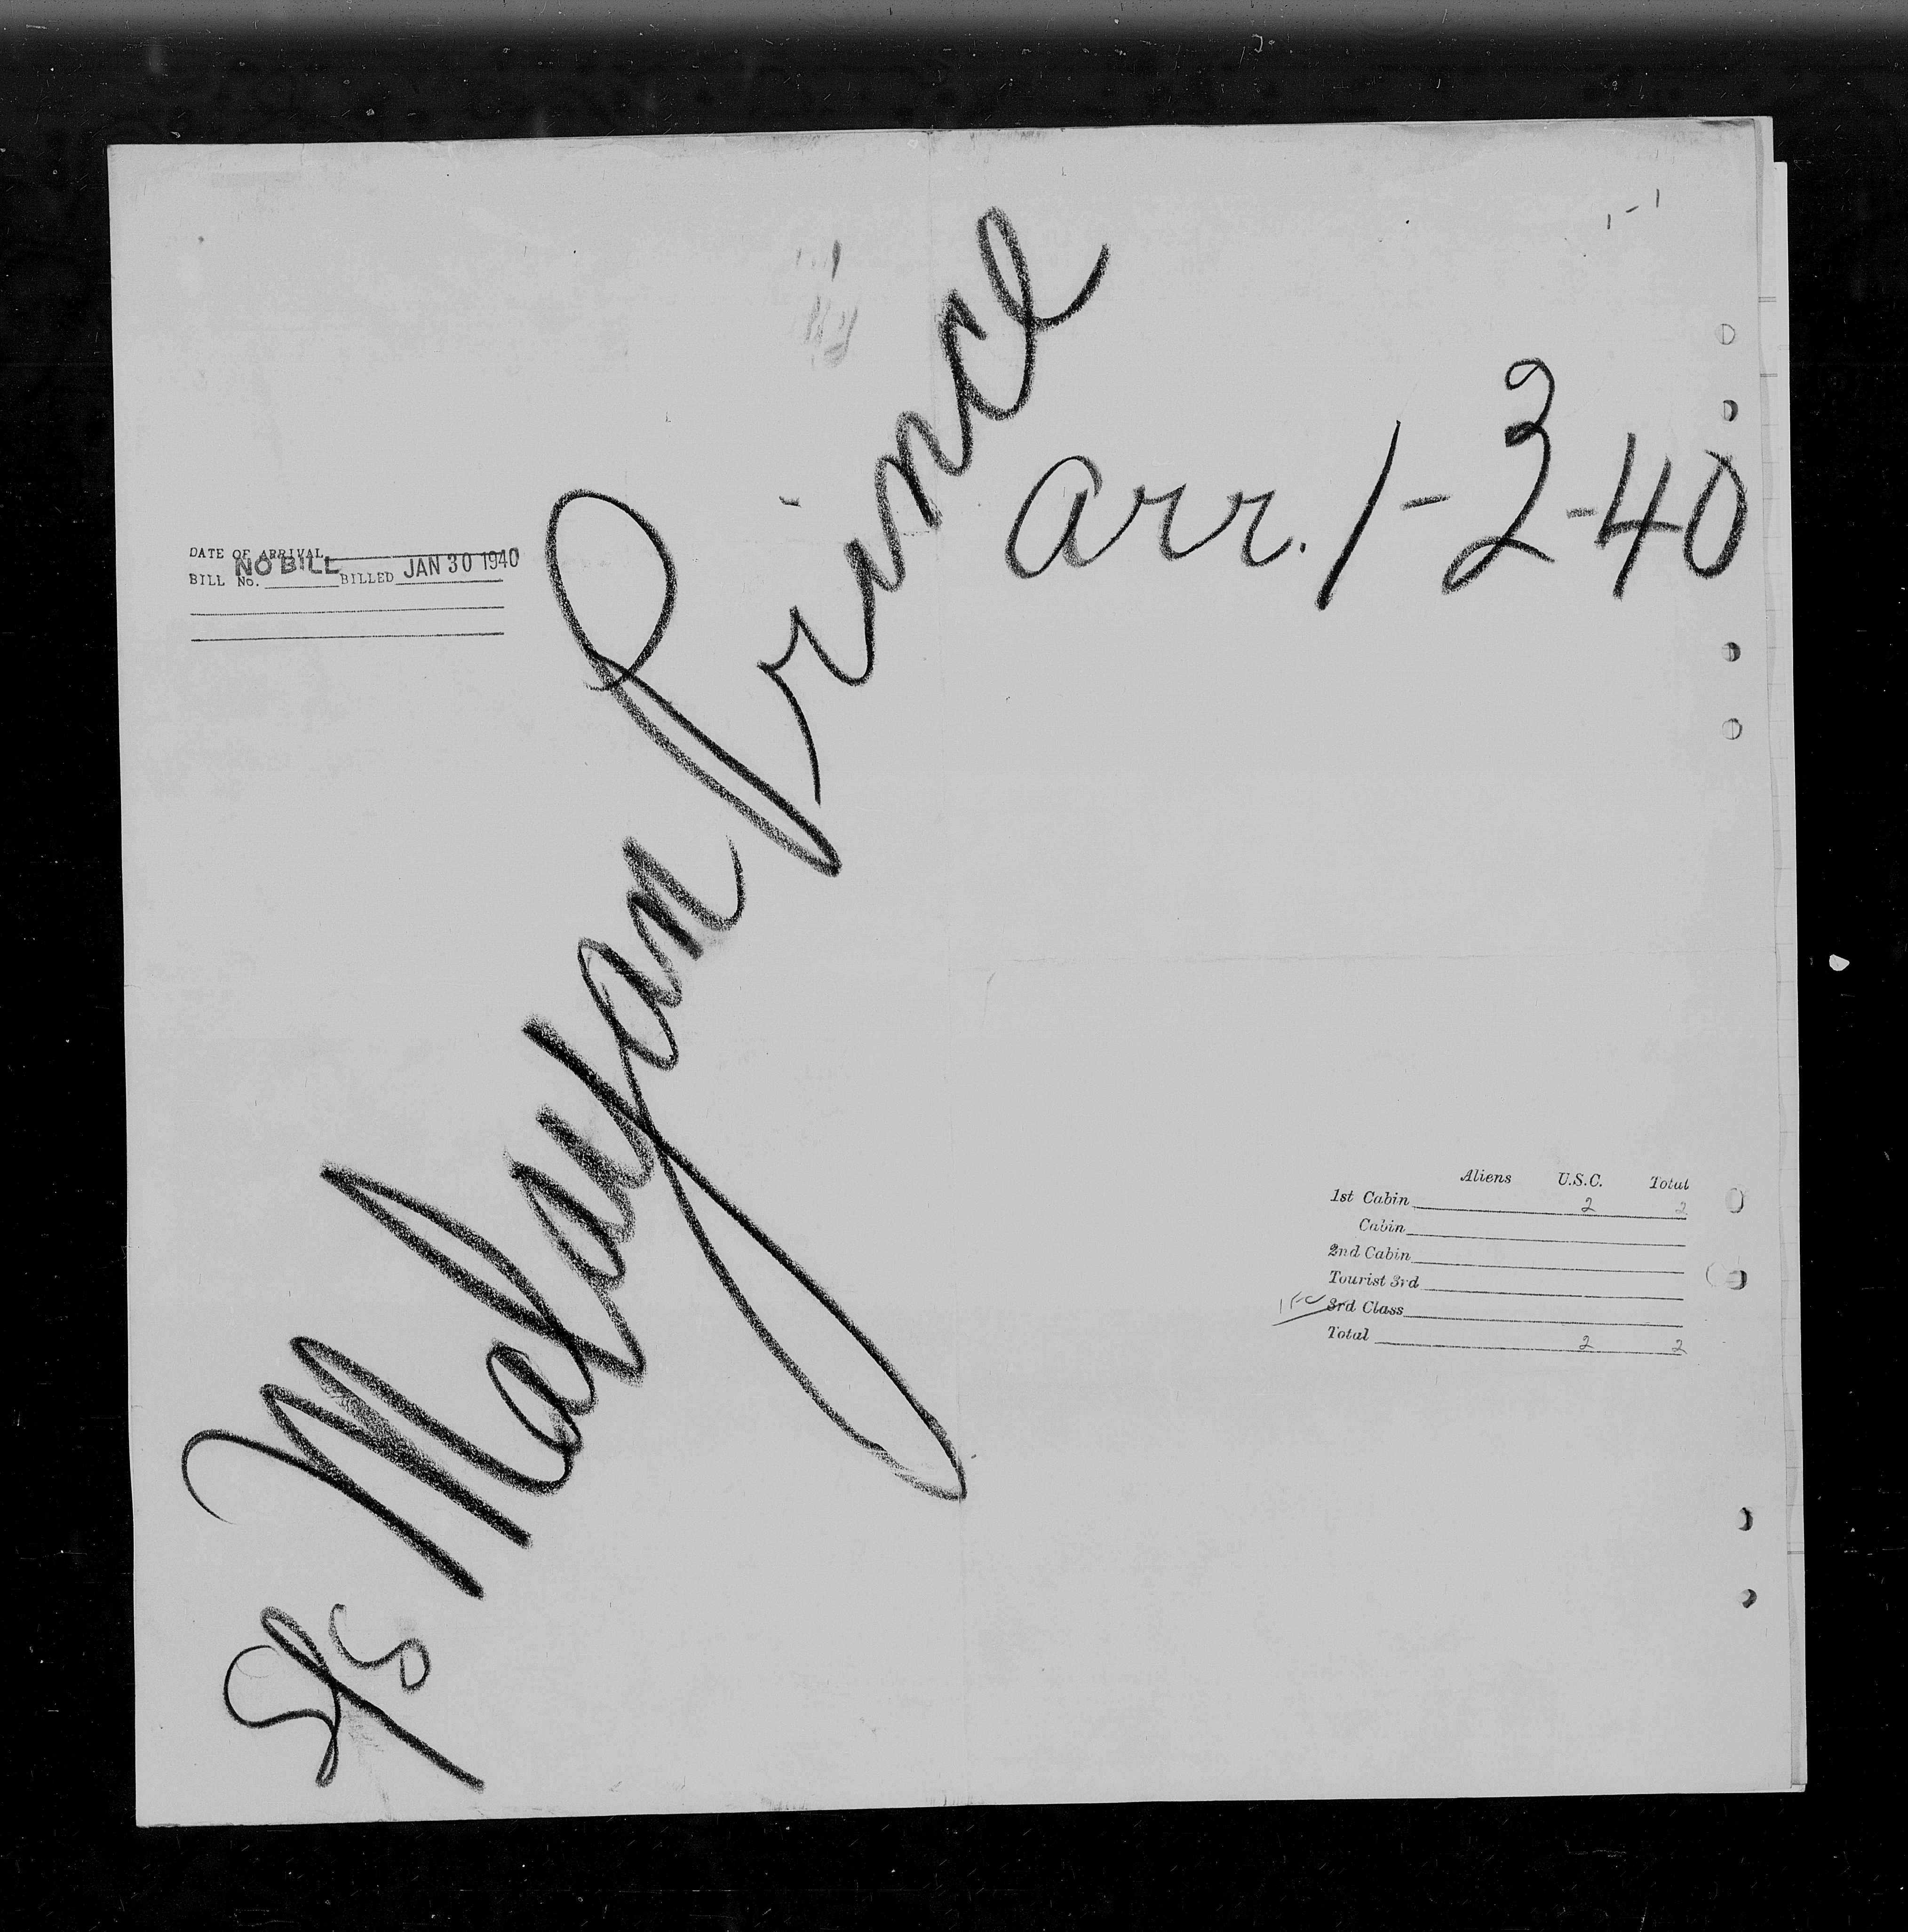 1-1
S/S Malayan Prince
arr. 1-3-40
DATE OF ARRIVAL
BILL No. NO BILL BILLED JAN 30 1940
Aliens U.S.C. Total
1st Cabin 2 2
Cabin
2nd Cabin
Tourist 3rd
3rd Class
Total 2 2